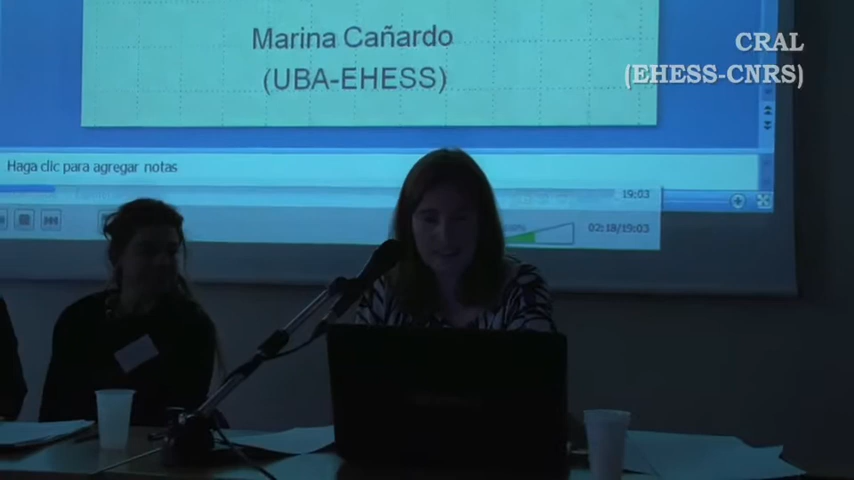 Marina Cañardo
(UBA-EHESS)
CRAL
(EHESS-CNRS)
Haga clic para agregar notas
19:03
02:18/19:03